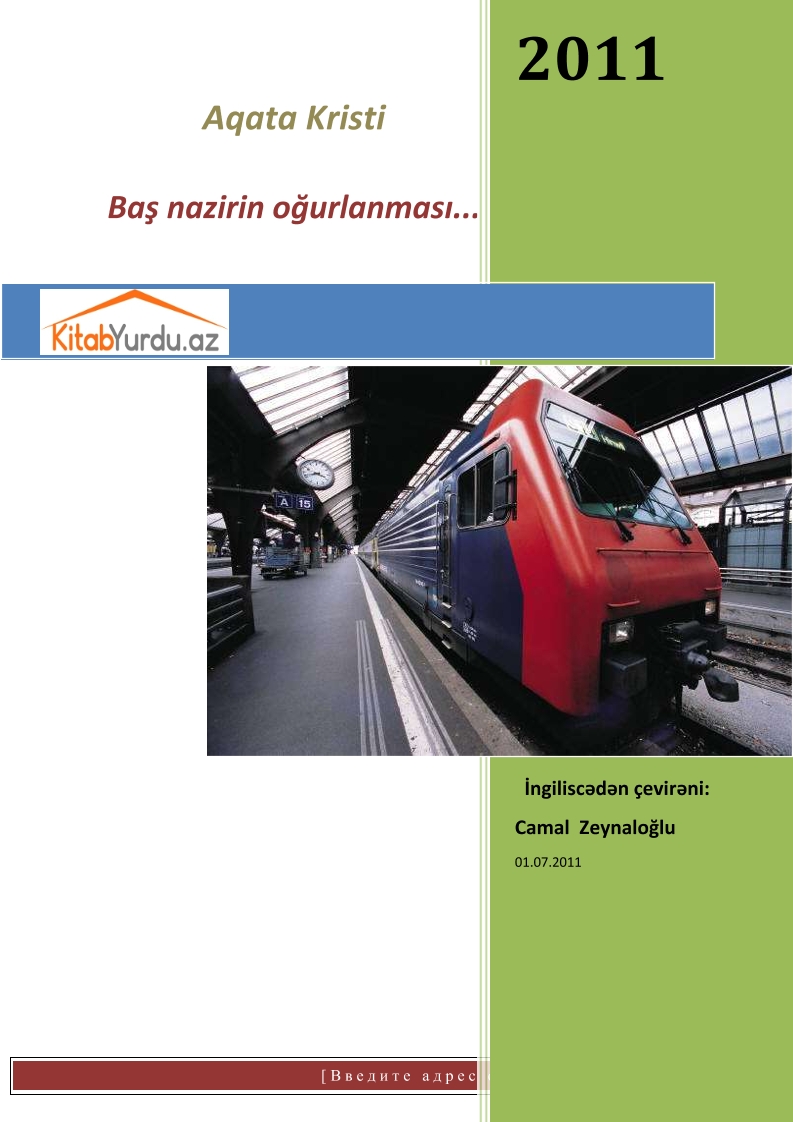 2011
Aqata Kristi
Baş nazirin oğurlanması...
KitabYurdu.az
A 15
İngiliscədən çevirəni:
Camal Zeynaloğlu
01.07.2011
[Введите адрес